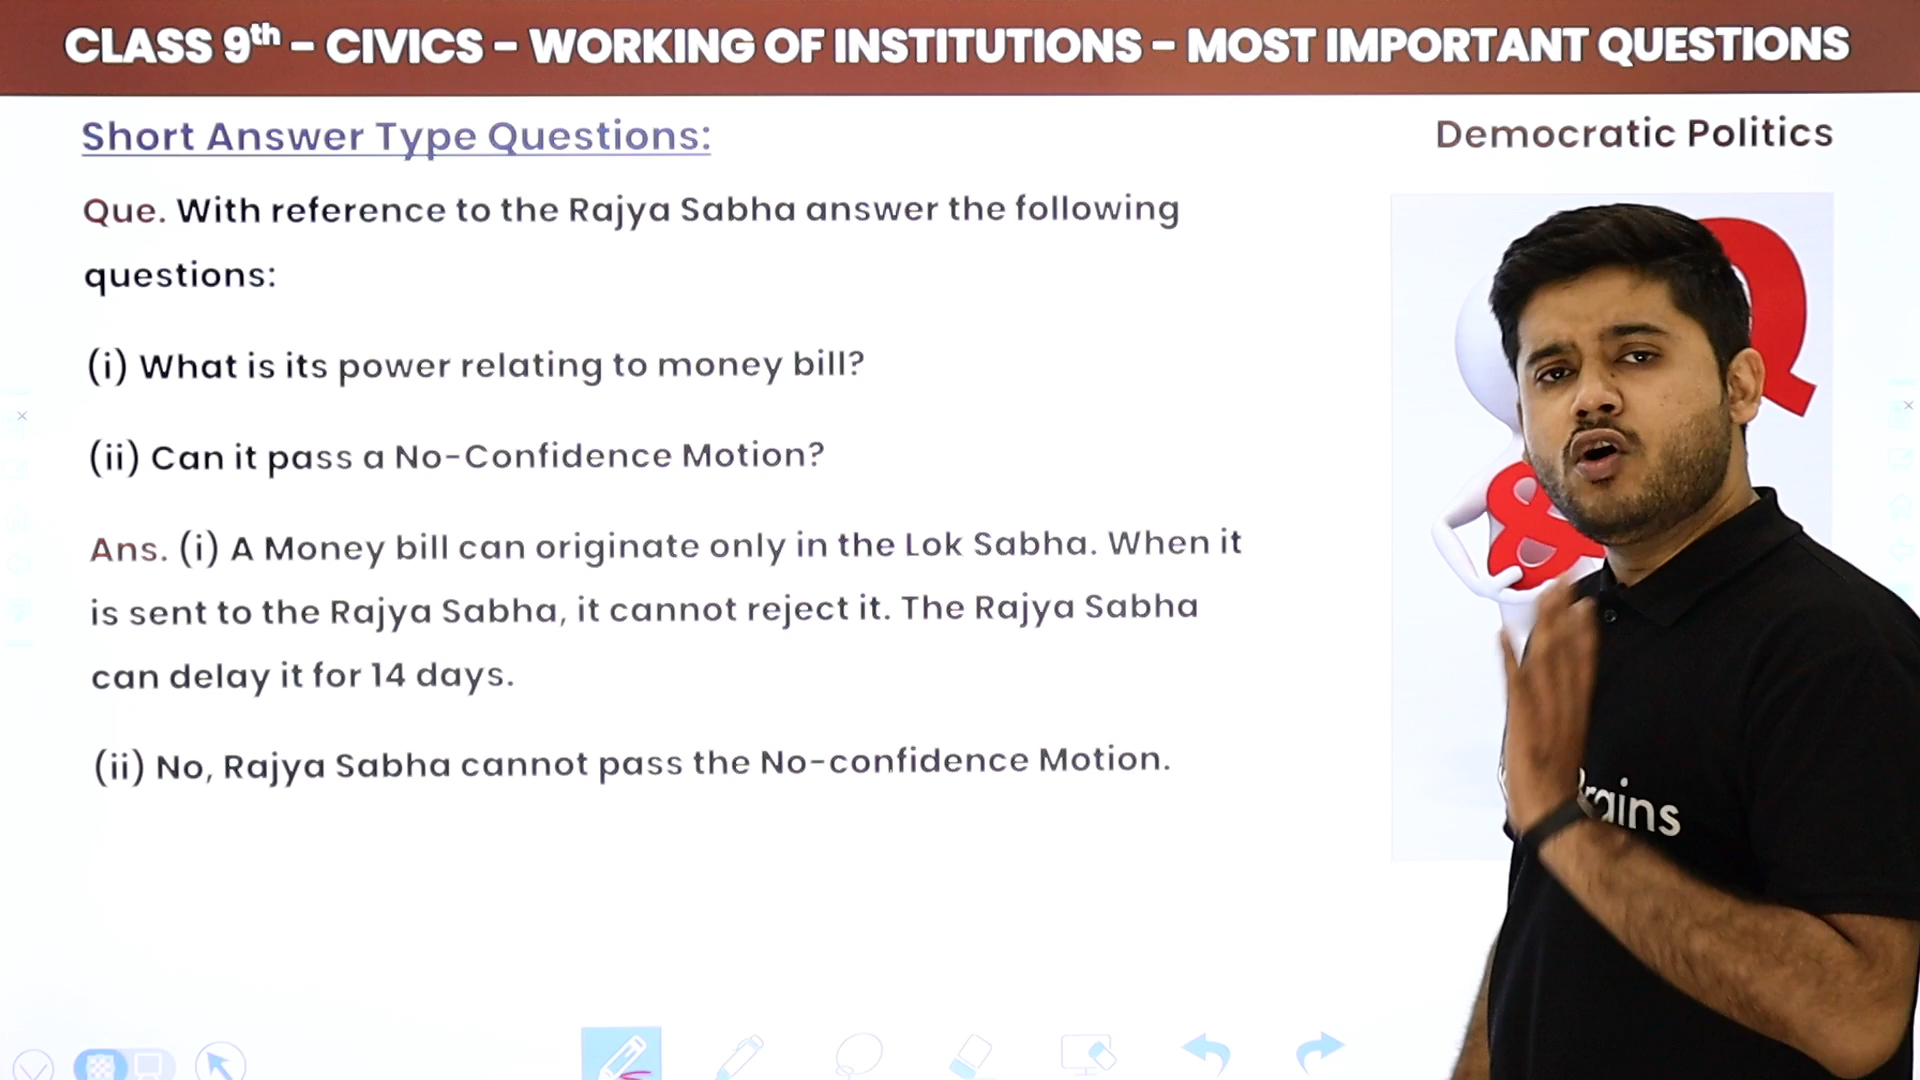 CLASS 9th – CIVICS – WORKING OF INSTITUTIONS – MOST IMPORTANT QUESTIONS
Short Answer Type Questions:
Democratic Politics
Que. With reference to the Rajya Sabha answer the following
questions:
(i) What is its power relating to money bill?
(ii) Can it pass a No-Confidence Motion?
Ans. (i) A Money bill can originate only in the Lok Sabha. When it
is sent to the Rajya Sabha, it cannot reject it. The Rajya Sabha
can delay it for 14 days.
(ii) No, Rajya Sabha cannot pass the No-confidence Motion.
Q
&